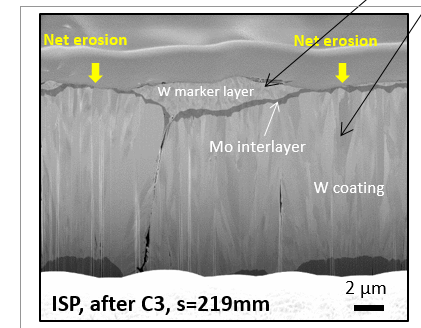 Net erosion
Net erosion
W marker layer
Mo interlayer
W coating
2 µm
ISP, after C3, s=219mm